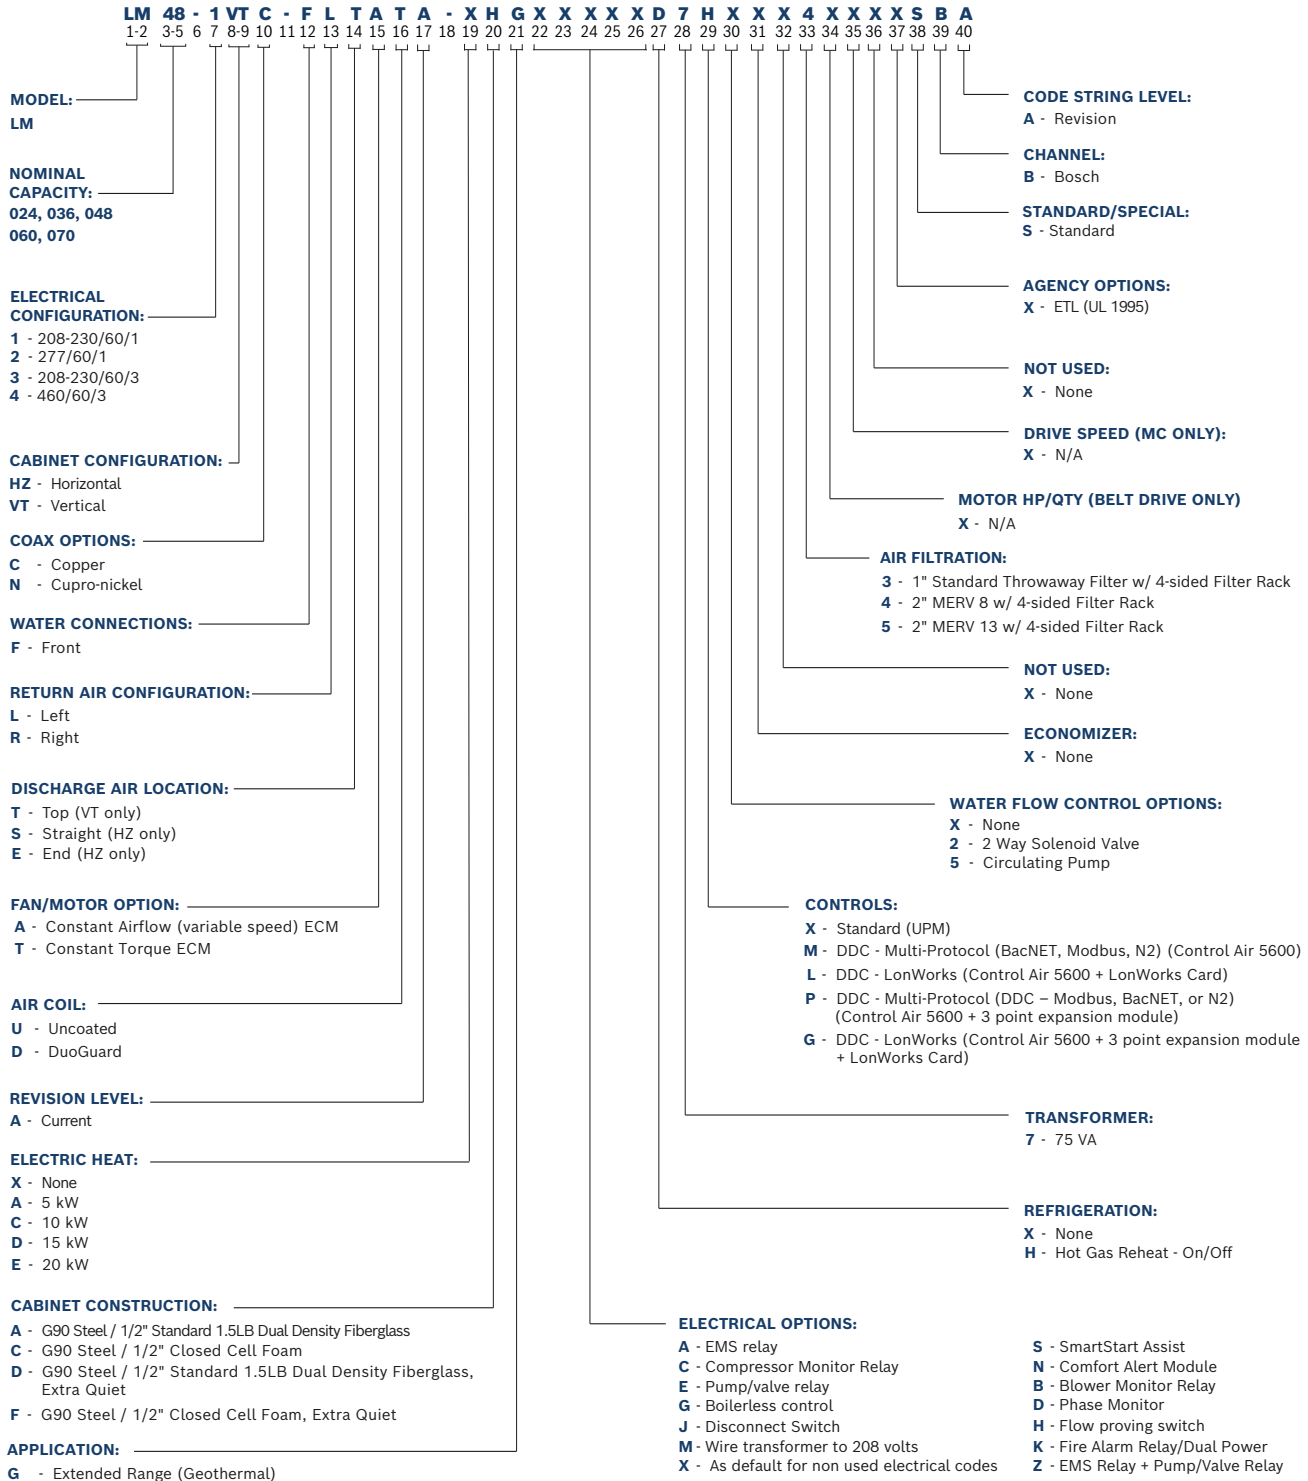 LM 48 - 1 VT C - F L T A T A - X H G X X X X X D 7 H X X X 4 X X X X S B A
1-2 3-5 6 7 8-9 10 11 12 13 14 15 16 17 18 19 20 21 22 23 24 25 26 27 28 29 30 31 32 33 34 35 36 37 38 39 40
MODEL:
LM
NOMINAL
CAPACITY:
024, 036, 048
060, 070
ELECTRICAL
CONFIGURATION:
1 - 208-230/60/1
2 - 277/60/1
3 - 208-230/60/3
4 - 460/60/3
CABINET CONFIGURATION:
HZ - Horizontal
VT - Vertical
COAX OPTIONS:
C - Copper
N - Cupro-nickel
WATER CONNECTIONS:
F - Front
RETURN AIR CONFIGURATION:
L - Left
R - Right
DISCHARGE AIR LOCATION:
T - Top (VT only)
S - Straight (HZ only)
E - End (HZ only)
FAN/MOTOR OPTION:
A - Constant Airflow (variable speed) ECM
T - Constant Torque ECM
AIR COIL:
U - Uncoated
D - DuoGuard
REVISION LEVEL:
A - Current
ELECTRIC HEAT:
X - None
A - 5 kW
C - 10 kW
D - 15 kW
E - 20 kW
CABINET CONSTRUCTION:
A - G90 Steel / 1/2" Standard 1.5LB Dual Density Fiberglass
C - G90 Steel / 1/2" Closed Cell Foam
D - G90 Steel / 1/2" Standard 1.5LB Dual Density Fiberglass,
Extra Quiet
F - G90 Steel / 1/2" Closed Cell Foam, Extra Quiet
APPLICATION:
G - Extended Range (Geothermal)
CODE STRING LEVEL:
A - Revision
CHANNEL:
B - Bosch
STANDARD/SPECIAL:
S - Standard
AGENCY OPTIONS:
X - ETL (UL 1995)
NOT USED:
X - None
DRIVE SPEED (MC ONLY):
X - N/A
MOTOR HP/QTY (BELT DRIVE ONLY)
X - N/A
AIR FILTRATION:
3 - 1" Standard Throwaway Filter w/ 4-sided Filter Rack
4 - 2" MERV 8 w/ 4-sided Filter Rack
5 - 2" MERV 13 w/ 4-sided Filter Rack
NOT USED:
X - None
ECONOMIZER:
X - None
WATER FLOW CONTROL OPTIONS:
X - None
2 - 2 Way Solenoid Valve
5 - Circulating Pump
CONTROLS:
X - Standard (UPM)
M - DDC - Multi-Protocol (BacNET, Modbus, N2) (Control Air 5600)
L - DDC - LonWorks (Control Air 5600 + LonWorks Card)
P - DDC - Multi-Protocol (DDC – Modbus, BacNET, or N2)
(Control Air 5600 + 3 point expansion module)
G - DDC - LonWorks (Control Air 5600 + 3 point expansion module
+ LonWorks Card)
TRANSFORMER:
7 - 75 VA
REFRIGERATION:
X - None
H - Hot Gas Reheat - On/Off
ELECTRICAL OPTIONS:
A - EMS relay
C - Compressor Monitor Relay
E - Pump/valve relay
G - Boilerless control
J - Disconnect Switch
M - Wire transformer to 208 volts
X - As default for non used electrical codes
S - SmartStart Assist
N - Comfort Alert Module
B - Blower Monitor Relay
D - Phase Monitor
H - Flow proving switch
K - Fire Alarm Relay/Dual Power
Z - EMS Relay + Pump/Valve Relay